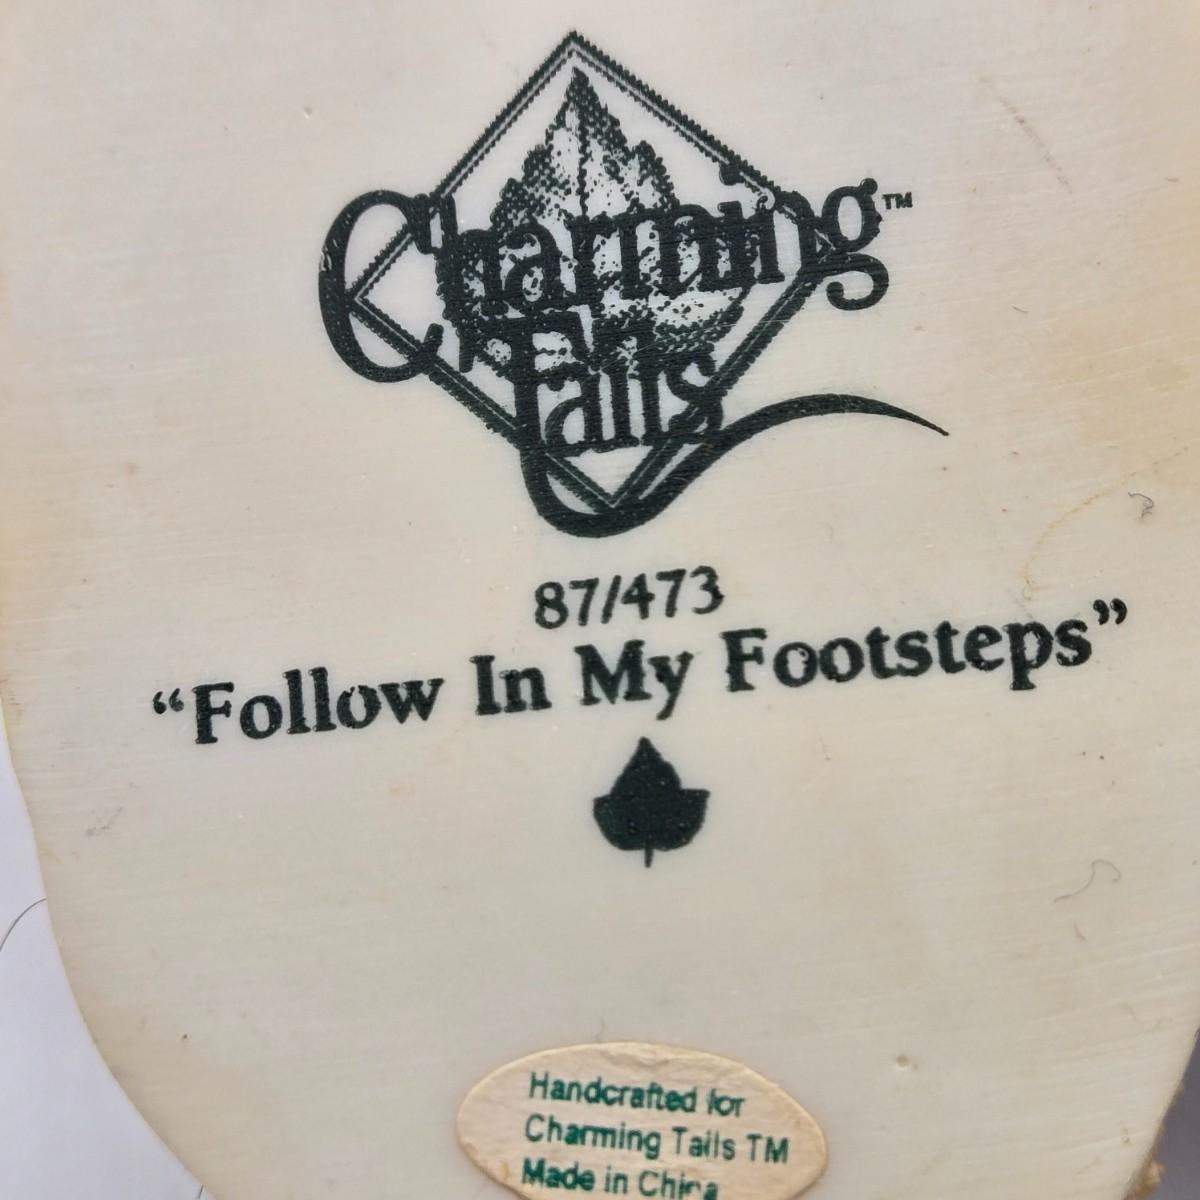 Charming™
Tails
87/473
“Follow In My Footsteps”
Handcrafted for
Charming Tails TM
Made in China